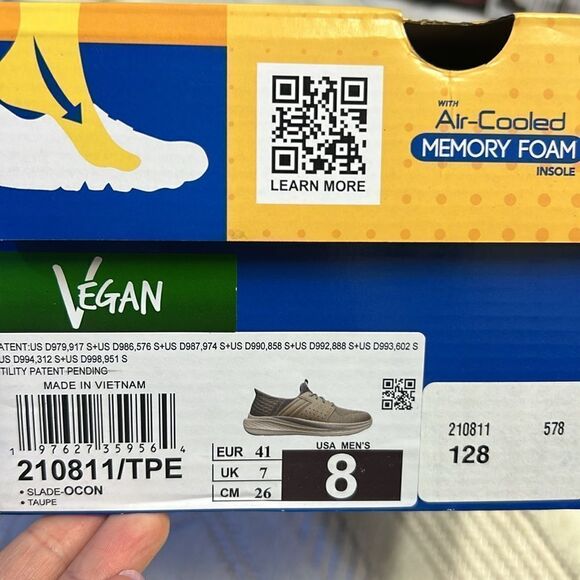 WITH
Air-Cooled
MEMORY FOAM
INSOLE
LEARN MORE
VEGAN
ATENT:US D979,917 S+US D986,576 S+US D987,974 S+US D990,858 S+US D992,888 S+US D993,602 S
US D994,312 S+US D998,951 S
TILITY PATENT PENDING
MADE IN VIETNAM
1 97627 35956 4
210811/TPE
• SLADE-OCON
• TAUPE
EUR 41
UK 7
CM 26
USA MEN'S
8
210811 578
128